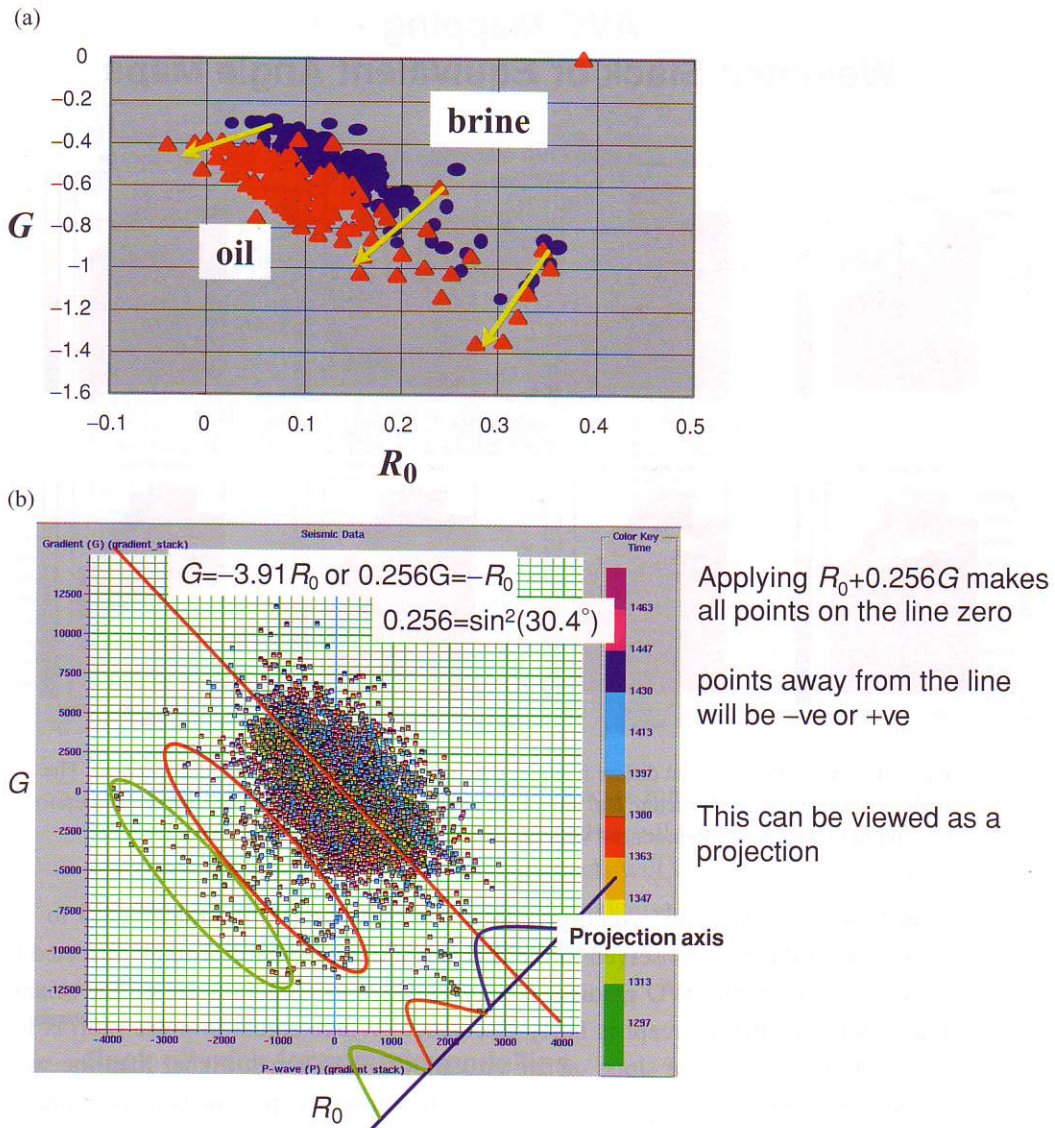 (a)
0
−0.2
−0.4
−0.6
−0.8
−1
−1.2
−1.4
−1.6
G
brine
oil
−0.1 0 0.1 0.2 0.3 0.4 0.5
R0
(b)
Seismic Data
Gradient (G) (gradient_stack)
Color Key
Time
G=−3.91R0 or 0.256G=−R0
0.256=sin²(30.4°)
12500
10000
7500
5000
2500
0
−2500
−5000
−7500
−10000
−12500
G
1463
1447
1430
1413
1397
1380
1363
1347
1313
1297
Applying R0+0.256G makes
all points on the line zero
points away from the line
will be −ve or +ve
This can be viewed as a
projection
Projection axis
−4000 −3000 −2000 −1000 0 1000 2000 3000 4000
P-wave (P) (gradient_stack)
R0